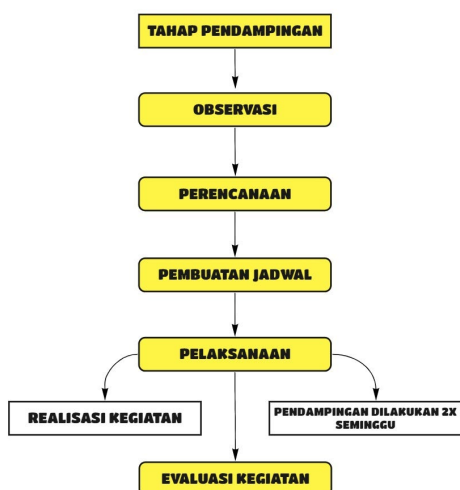 TAHAP PENDAMPINGAN
OBSERVASI
PERENCANAAN
PEMBUATAN JADWAL
PELAKSANAAN
REALISASI KEGIATAN
PENDAMPINGAN DILAKUKAN 2X
SEMINGGU
EVALUASI KEGIATAN